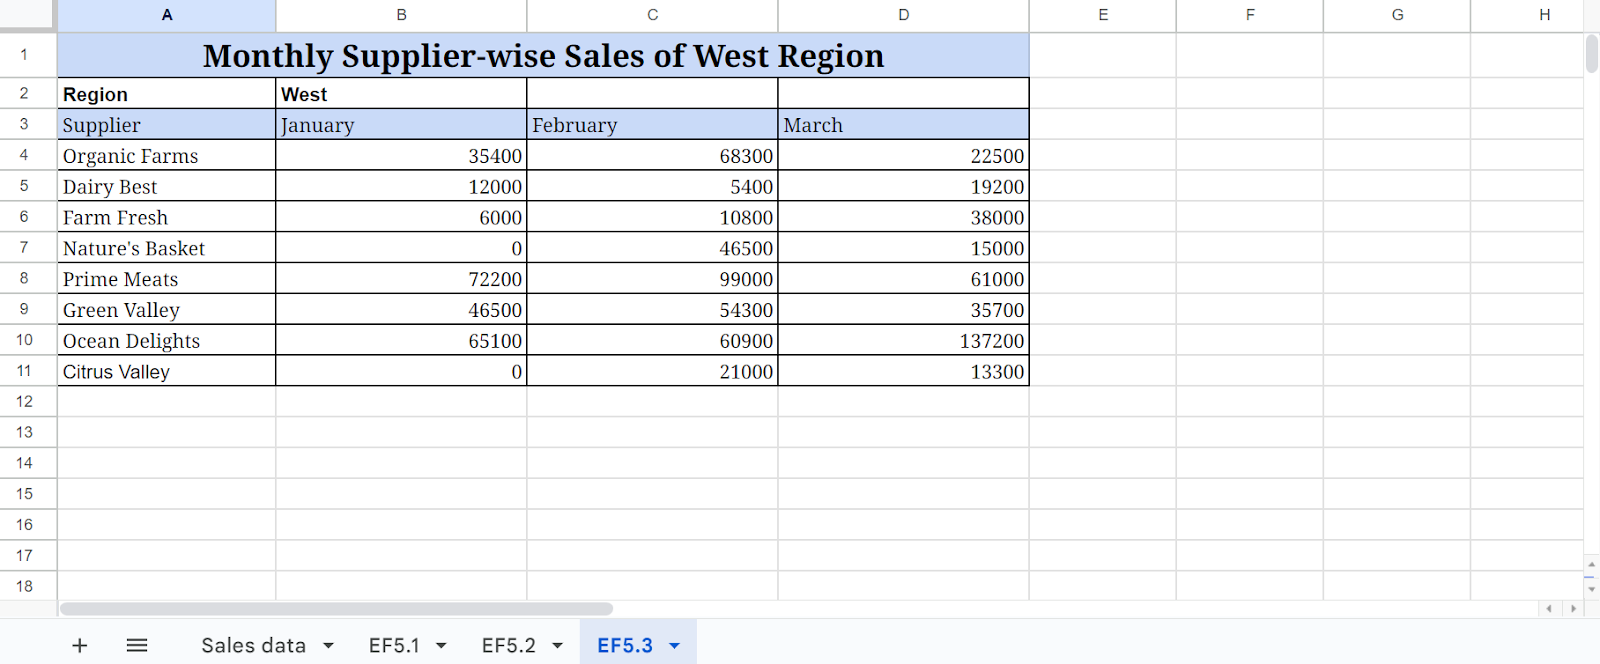 A B C D E F G H
1 Monthly Supplier-wise Sales of West Region
2 Region West
3 Supplier January February March
4 Organic Farms 35400 68300 22500
5 Dairy Best 12000 5400 19200
6 Farm Fresh 6000 10800 38000
7 Nature's Basket 0 46500 15000
8 Prime Meats 72200 99000 61000
9 Green Valley 46500 54300 35700
10 Ocean Delights 65100 60900 137200
11 Citrus Valley 0 21000 13300
12
13
14
15
16
17
18
Sales data EF5.1 EF5.2 EF5.3